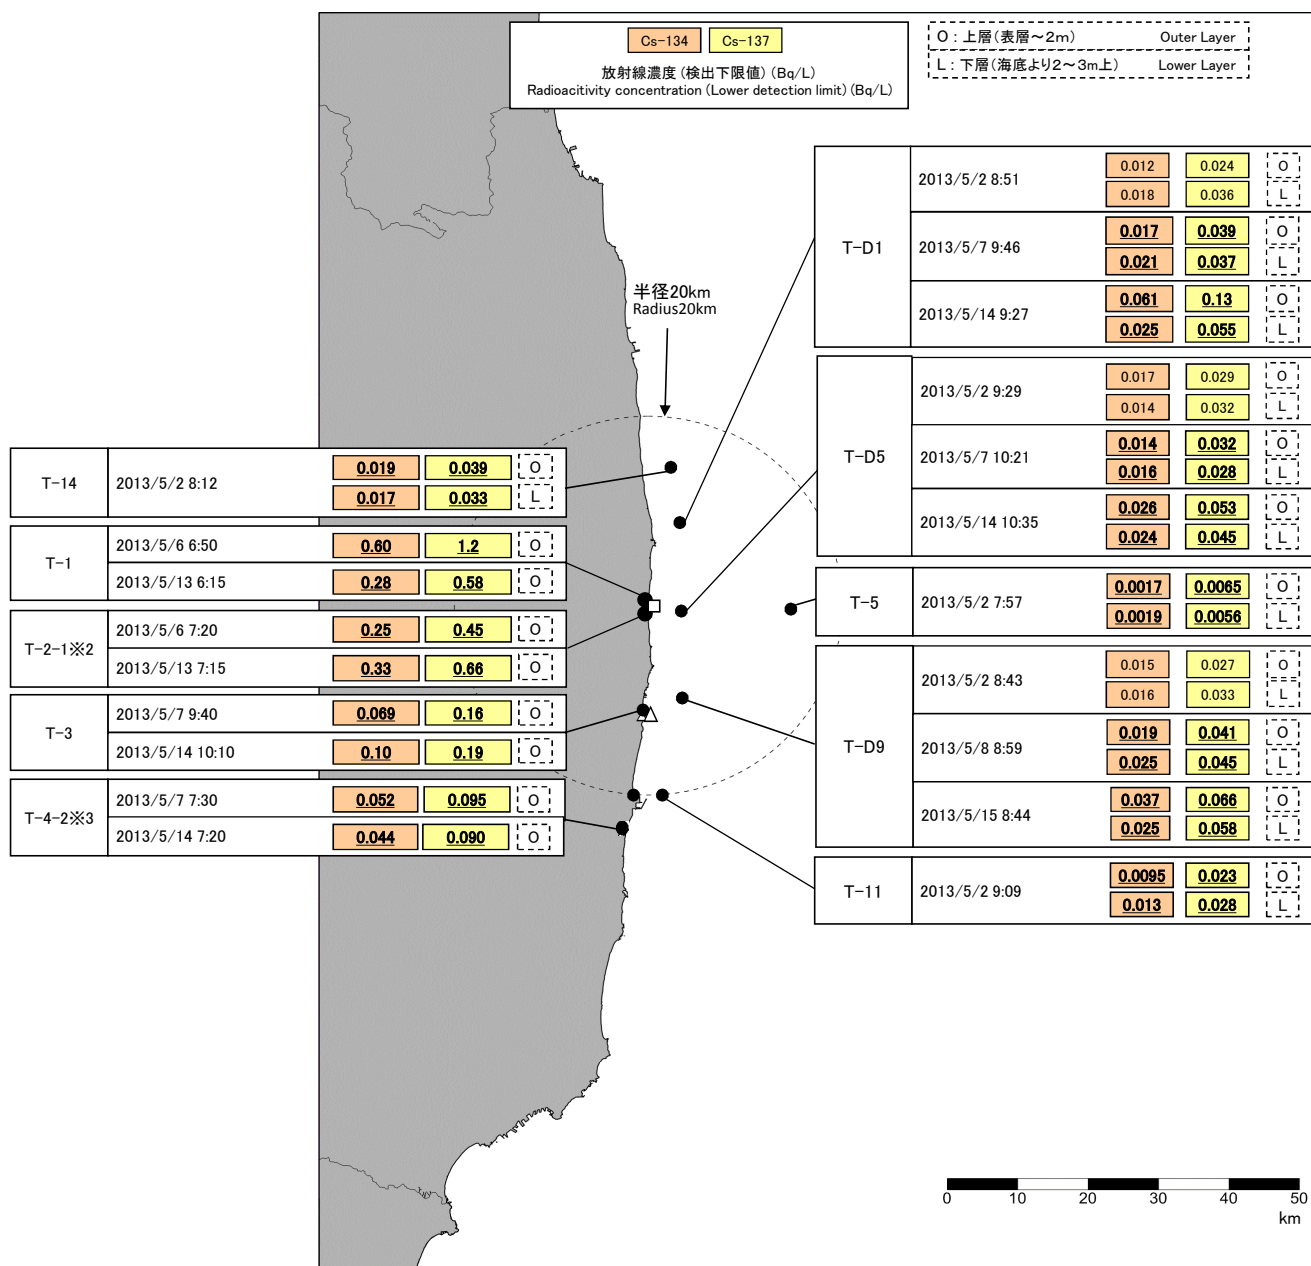 Cs-134 Cs-137
放射線濃度 (検出下限値) (Bq/L)
Radioacitivity concentration (Lower detection limit) (Bq/L)
O : 上層(表層～2m) Outer Layer
L : 下層(海底より2～3m上) Lower Layer
半径20km
Radius20km
T-14
2013/5/2 8:12
0.019 0.039 O
0.017 0.033 L
T-1
2013/5/6 6:50 0.60 1.2 O
2013/5/13 6:15 0.28 0.58 O
T-2-1※2
2013/5/6 7:20 0.25 0.45 O
2013/5/13 7:15 0.33 0.66 O
T-3
2013/5/7 9:40 0.069 0.16 O
2013/5/14 10:10 0.10 0.19 O
T-4-2※3
2013/5/7 7:30 0.052 0.095 O
2013/5/14 7:20 0.044 0.090 O
T-D1
2013/5/2 8:51
0.012 0.024 O
0.018 0.036 L
2013/5/7 9:46
0.017 0.039 O
0.021 0.037 L
2013/5/14 9:27
0.061 0.13 O
0.025 0.055 L
T-D5
2013/5/2 9:29
0.017 0.029 O
0.014 0.032 L
2013/5/7 10:21
0.014 0.032 O
0.016 0.028 L
2013/5/14 10:35
0.026 0.053 O
0.024 0.045 L
T-5
2013/5/2 7:57
0.0017 0.0065 O
0.0019 0.0056 L
T-D9
2013/5/2 8:43
0.015 0.027 O
0.016 0.033 L
2013/5/8 8:59
0.019 0.041 O
0.025 0.045 L
2013/5/15 8:44
0.037 0.066 O
0.025 0.058 L
T-11
2013/5/2 9:09
0.0095 0.023 O
0.013 0.028 L
0 10 20 30 40 50
km